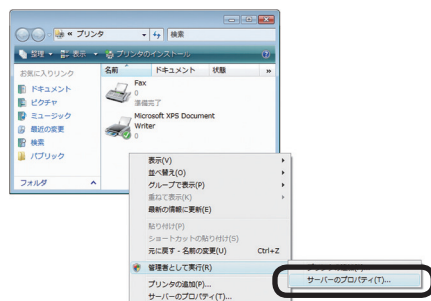 « プリンタ
検索
整理 表示 プリンタのインストール
お気に入りリンク
ドキュメント
ピクチャ
ミュージック
最近の変更
検索
パブリック
フォルダ
名前 ドキュメント 状態 »
Fax
0
準備完了
Microsoft XPS Document
Writer
0
表示(V)
並べ替え(O)
グループで表示(P)
重ねて表示(K)
最新の情報に更新(E)
貼り付け(P)
ショートカットの貼り付け(S)
元に戻す - 名前の変更(U) Ctrl+Z
管理者として実行(R)
プリンタの追加(P)...
サーバーのプロパティ(T)...
サーバーのプロパティ(T)...